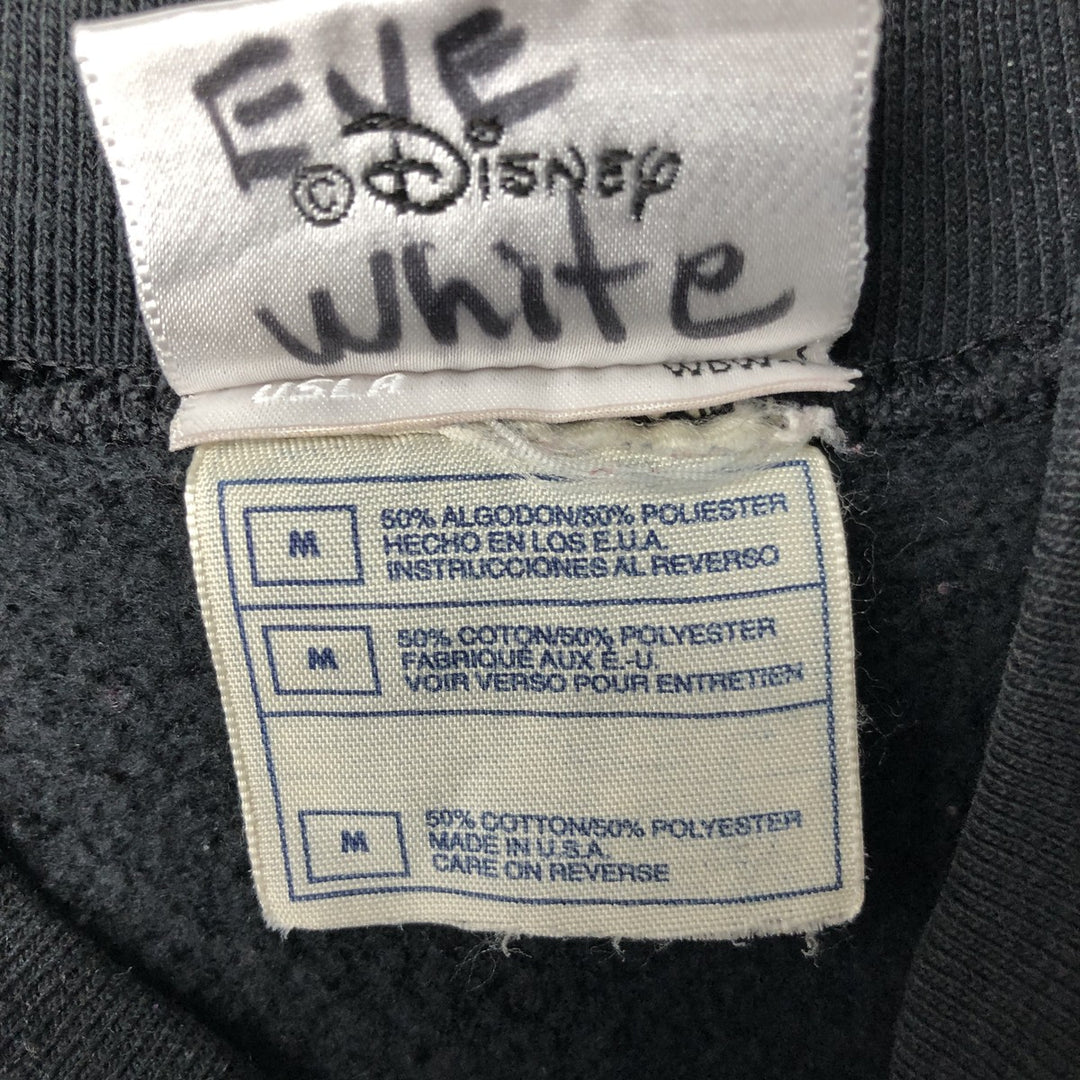 EVE
©Disney
White
U.S.A
50% ALGODON/50% POLIESTER
M HECHO EN LOS E.U.A.
INSTRUCCIONES AL REVERSO
50% COTON/50% POLYESTER
M FABRIQUÉ AUX É.-U.
VOIR VERSO POUR ENTRETIEN
50% COTTON/50% POLYESTER
M MADE IN U.S.A.
CARE ON REVERSE